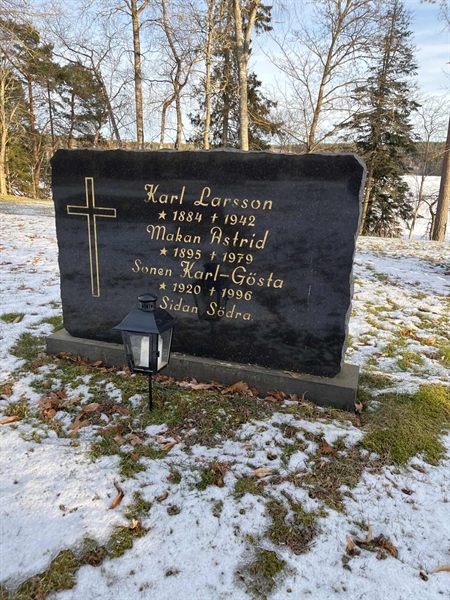 Karl Larsson
★ 1884 † 1942
Makan Astrid
★ 1895 † 1979
Sonen Karl-Gösta
★ 1920 † 1996
Sidan Södra.